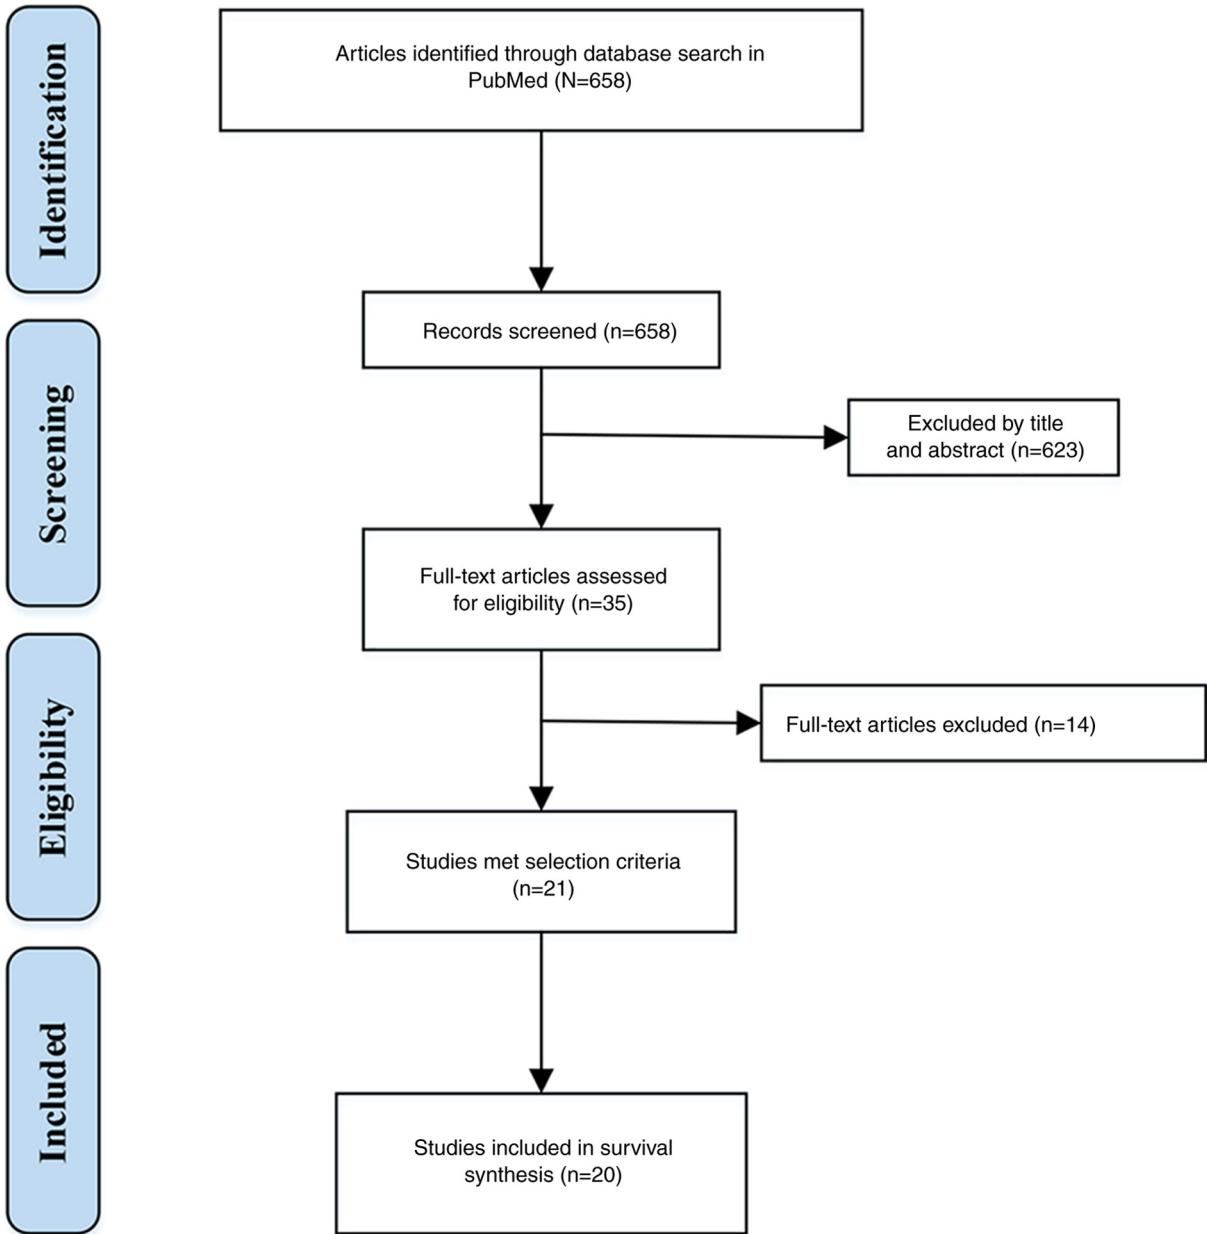 Identification
Articles identified through database search in
PubMed (N=658)
Records screened (n=658)
Screening
Excluded by title
and abstract (n=623)
Full-text articles assessed
for eligibility (n=35)
Eligibility
Full-text articles excluded (n=14)
Studies met selection criteria
(n=21)
Included
Studies included in survival
synthesis (n=20)